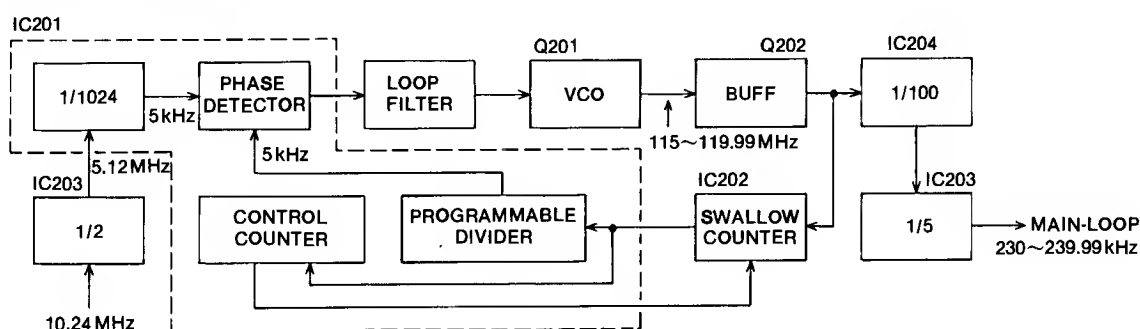 IC201
1/1024
5kHz
PHASE
DETECTOR
LOOP
FILTER
Q201
VCO
115~119.99MHz
Q202
BUFF
IC204
1/100
5.12MHz
IC203
1/2
10.24MHz
5kHz
CONTROL
COUNTER
PROGRAMMABLE
DIVIDER
IC202
SWALLOW
COUNTER
IC203
1/5
MAIN-LOOP
230~239.99kHz